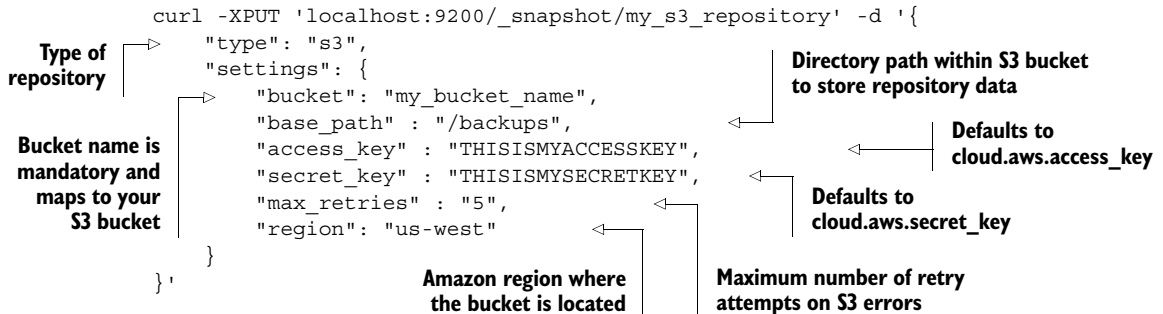 curl -XPUT 'localhost:9200/_snapshot/my_s3_repository' -d '{
Type of
repository
"type": "s3",
"settings": {
Directory path within S3 bucket
to store repository data
Bucket name is
mandatory and
maps to your
S3 bucket
"bucket": "my_bucket_name",
"base_path" : "/backups",
"access_key" : "THISISMYACCESSKEY",
Defaults to
cloud.aws.access_key
"secret_key" : "THISISMYSECRETKEY",
Defaults to
cloud.aws.secret_key
"max_retries" : "5",
"region": "us-west"
}
}'
Amazon region where
the bucket is located
Maximum number of retry
attempts on S3 errors